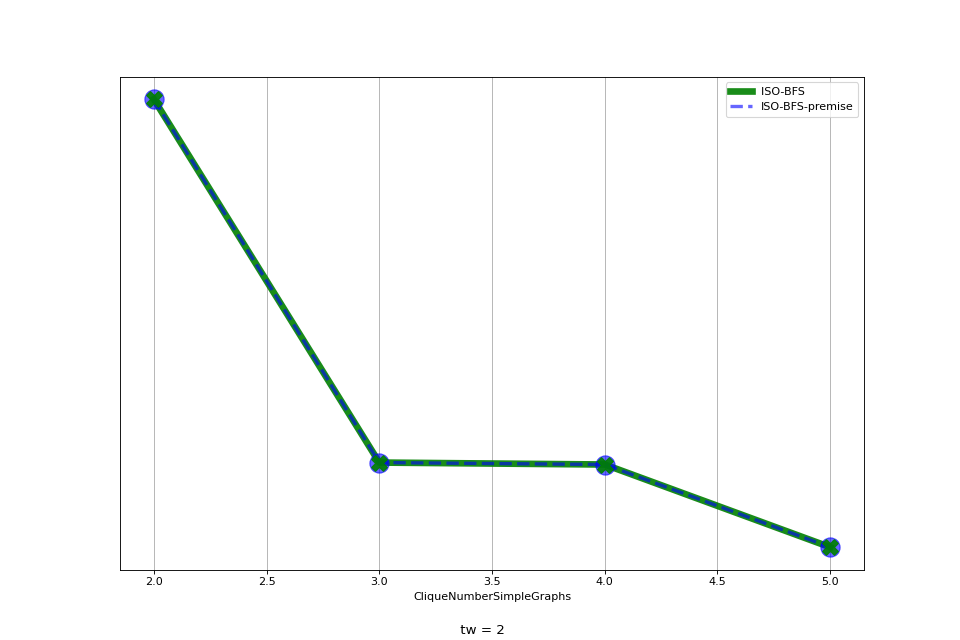 ISO-BFS
ISO-BFS-premise
2.0 2.5 3.0 3.5 4.0 4.5 5.0
CliqueNumberSimpleGraphs
tw = 2